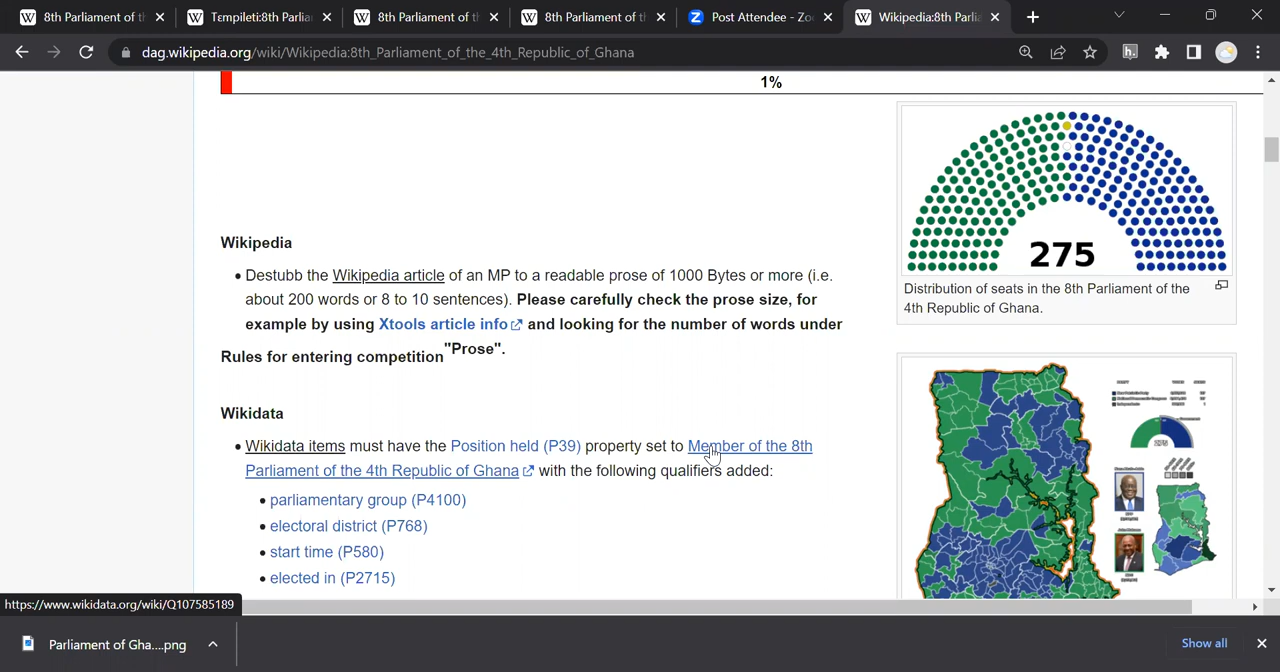 8th Parliament of th
Tɛmpileti:8th Parlia
8th Parliament of th
8th Parliament of th
Post Attendee - Zo
Wikipedia:8th Parlia
dag.wikipedia.org/wiki/Wikipedia:8th_Parliament_of_the_4th_Republic_of_Ghana
1%
275
Distribution of seats in the 8th Parliament of the
4th Republic of Ghana.
Wikipedia
Destubb the Wikipedia article of an MP to a readable prose of 1000 Bytes or more (i.e.
about 200 words or 8 to 10 sentences). Please carefully check the prose size, for
example by using Xtools article info and looking for the number of words under
Rules for entering competition "Prose".
Wikidata
Wikidata items must have the Position held (P39) property set to Member of the 8th
Parliament of the 4th Republic of Ghana with the following qualifiers added:
parliamentary group (P4100)
electoral district (P768)
start time (P580)
elected in (P2715)
275
https://www.wikidata.org/wiki/Q107585189
Parliament of Gha....png
Show all